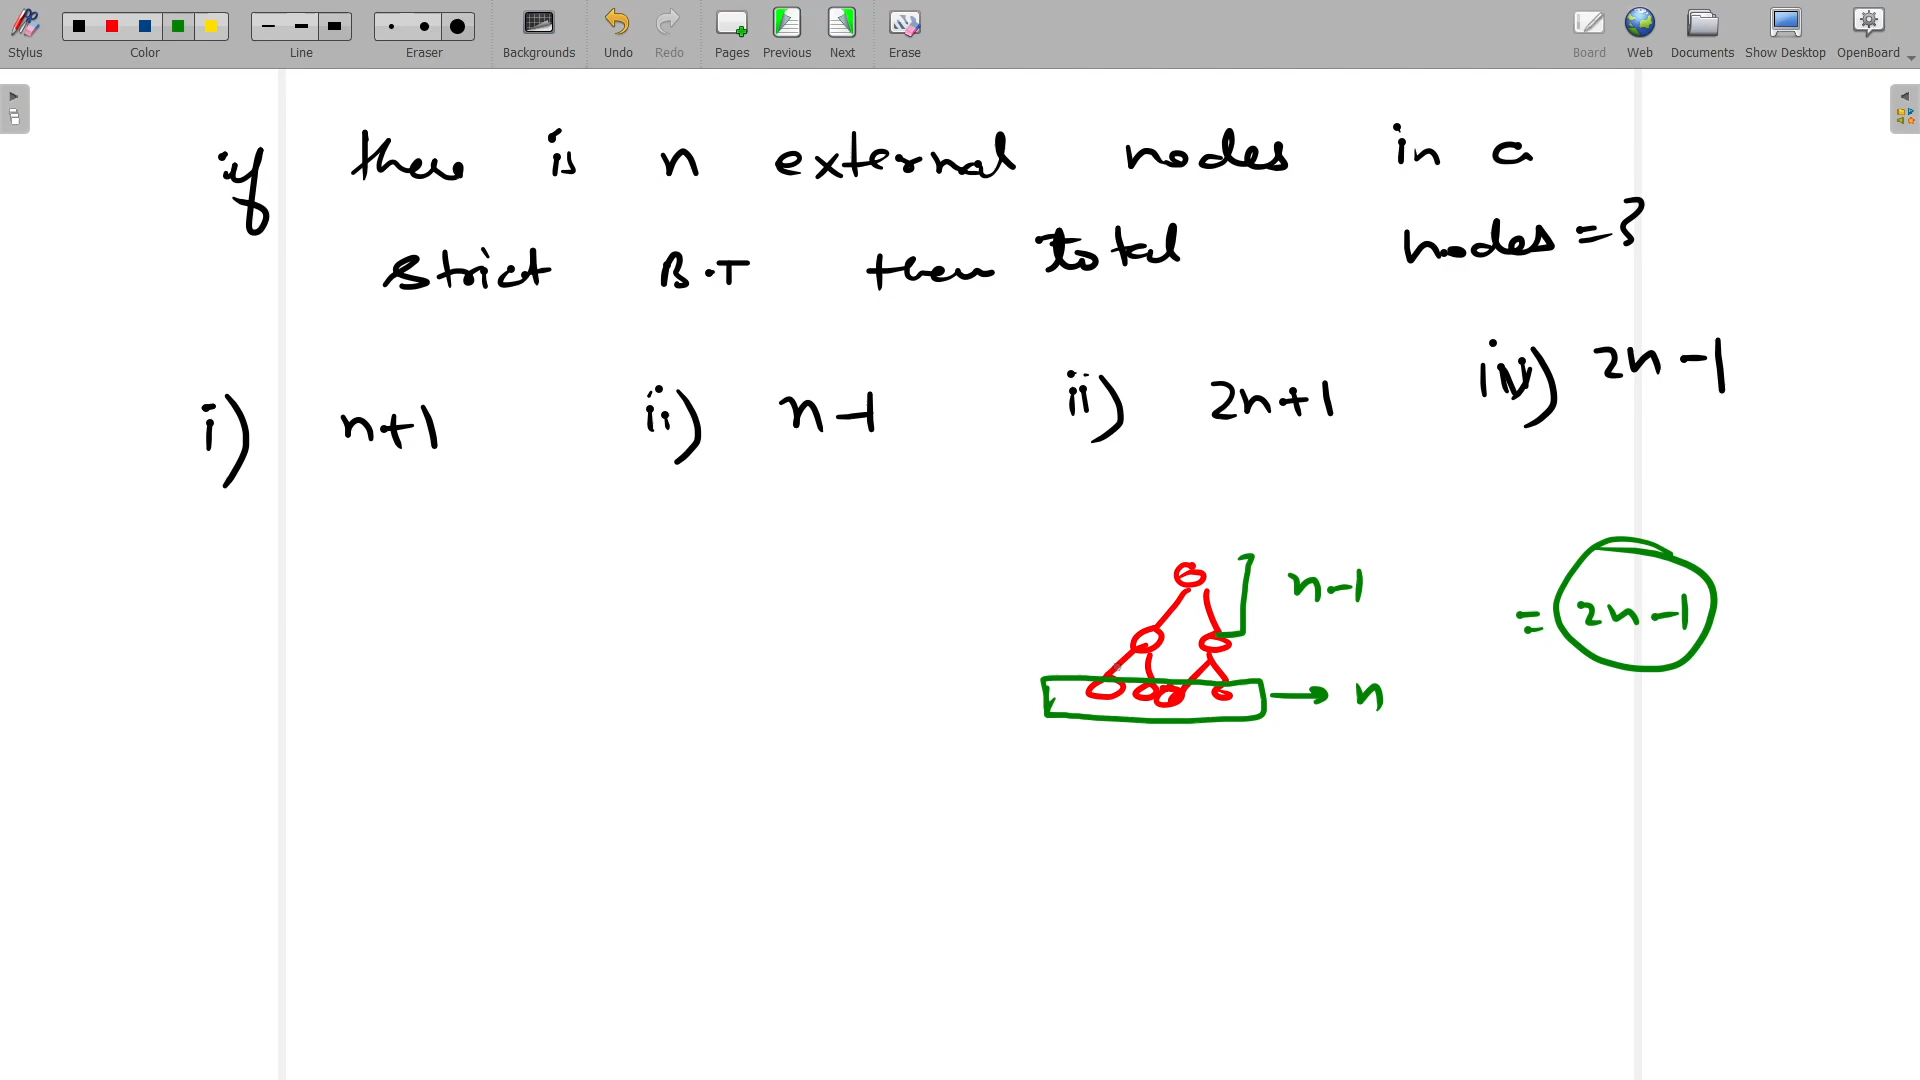 Stylus Color Line Eraser Backgrounds Undo Redo Pages Previous Next Erase Board Web Documents Show Desktop OpenBoard
if there is n external nodes in a
strict B.T then total nodes = ?
i) n+1 ii) n-1 ii) 2n+1 iv) 2n-1
n-1
= 2n-1
n